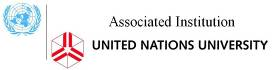 Associated Institution
UNITED NATIONS UNIVERSITY